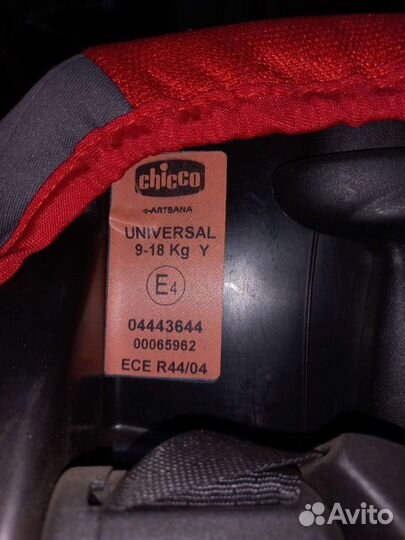 chicco
ARTSANA
UNIVERSAL
9-18 Kg Y
E4
04443644
00065962
ECE R44/04
Avito